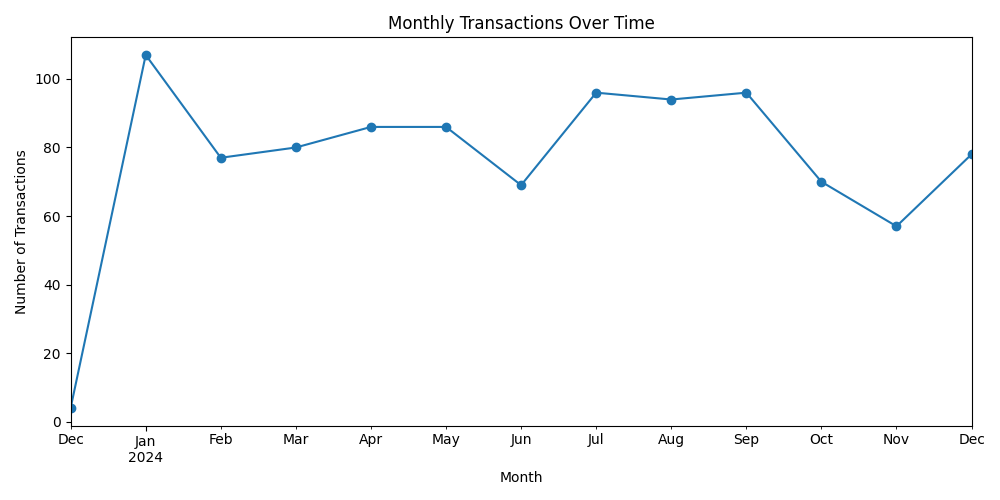 Monthly Transactions Over Time
Number of Transactions
100
80
60
40
20
0
Dec Jan Feb Mar Apr May Jun Jul Aug Sep Oct Nov Dec
2024
Month